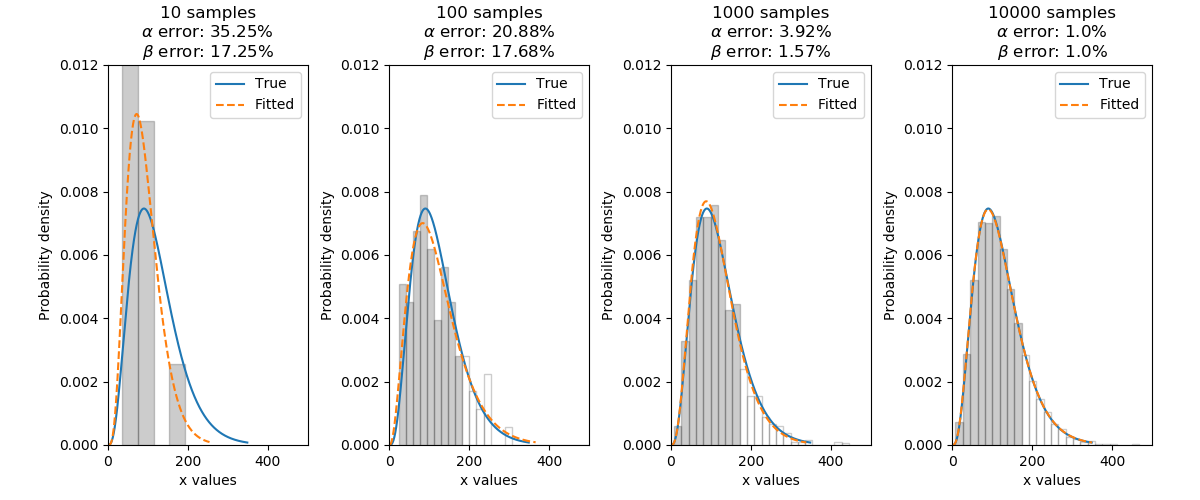 10 samples
α error: 35.25%
β error: 17.25%
0.012
0.010
0.008
0.006
0.004
0.002
0.000
Probability density
True
Fitted
0
200
400
x values
100 samples
α error: 20.88%
β error: 17.68%
0.012
0.010
0.008
0.006
0.004
0.002
0.000
Probability density
True
Fitted
0
200
400
x values
1000 samples
α error: 3.92%
β error: 1.57%
0.012
0.010
0.008
0.006
0.004
0.002
0.000
Probability density
True
Fitted
0
200
400
x values
10000 samples
α error: 1.0%
β error: 1.0%
0.012
0.010
0.008
0.006
0.004
0.002
0.000
Probability density
True
Fitted
0
200
400
x values